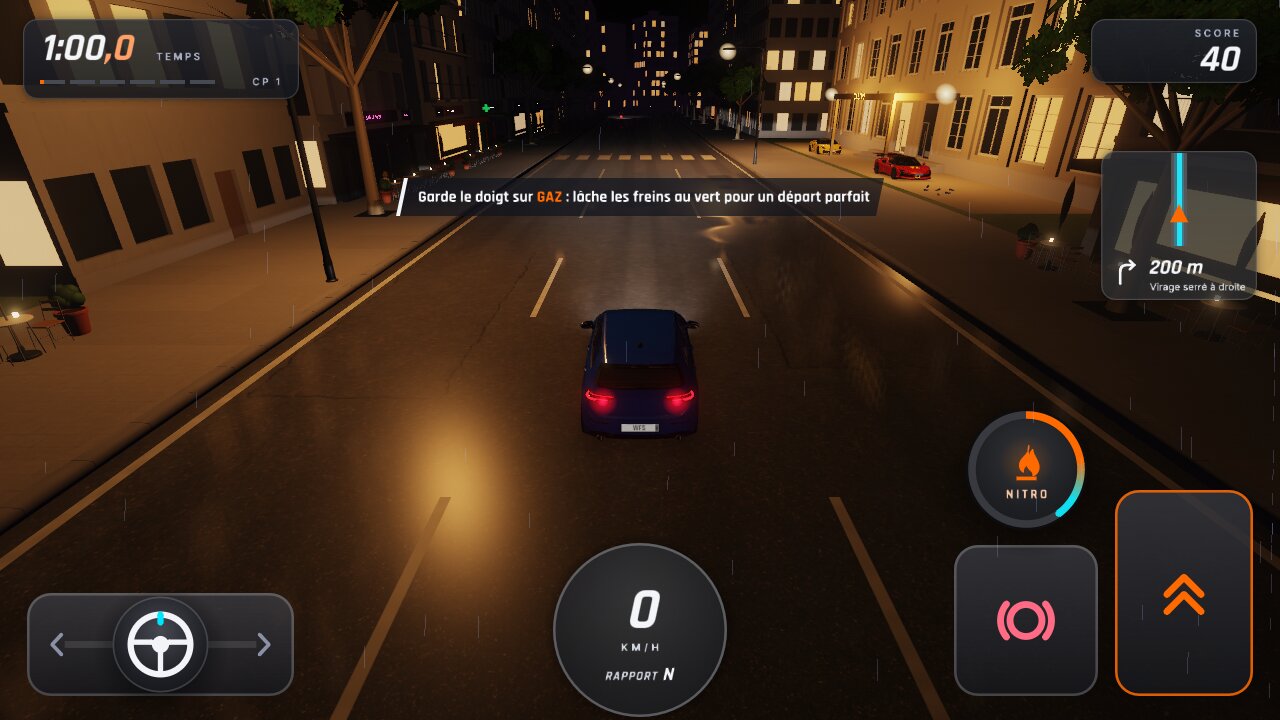 1:00,0 TEMPS
CP 1
SCORE
40
Garde le doigt sur GAZ : lâche les freins au vert pour un départ parfait
200 m
Virage serré à droite
WFS
NITRO
0
KM/H
RAPPORT N